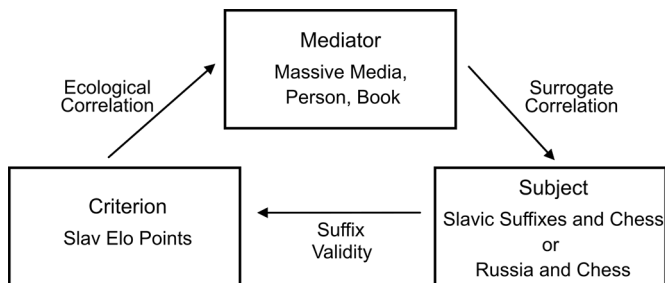 Mediator
Massive Media,
Person, Book
Ecological
Correlation
Surrogate
Correlation
Criterion
Slav Elo Points
Suffix
Validity
Subject
Slavic Suffixes and Chess
or
Russia and Chess